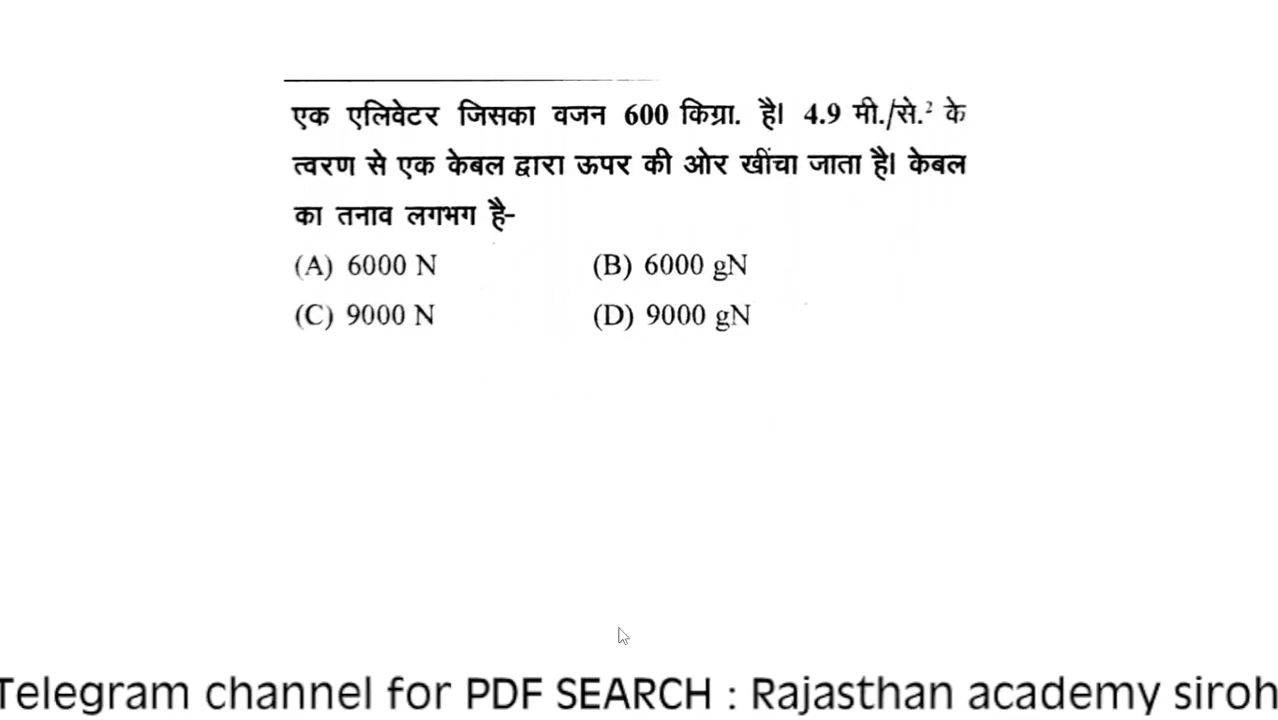 एक एलिवेटर जिसका वजन 600 किग्रा. है। 4.9 मी./से.² के
त्वरण से एक केबल द्वारा ऊपर की ओर खींचा जाता है। केबल
का तनाव लगभग है-
(A) 6000 N (B) 6000 gN
(C) 9000 N (D) 9000 gN
Telegram channel for PDF SEARCH : Rajasthan academy siroh